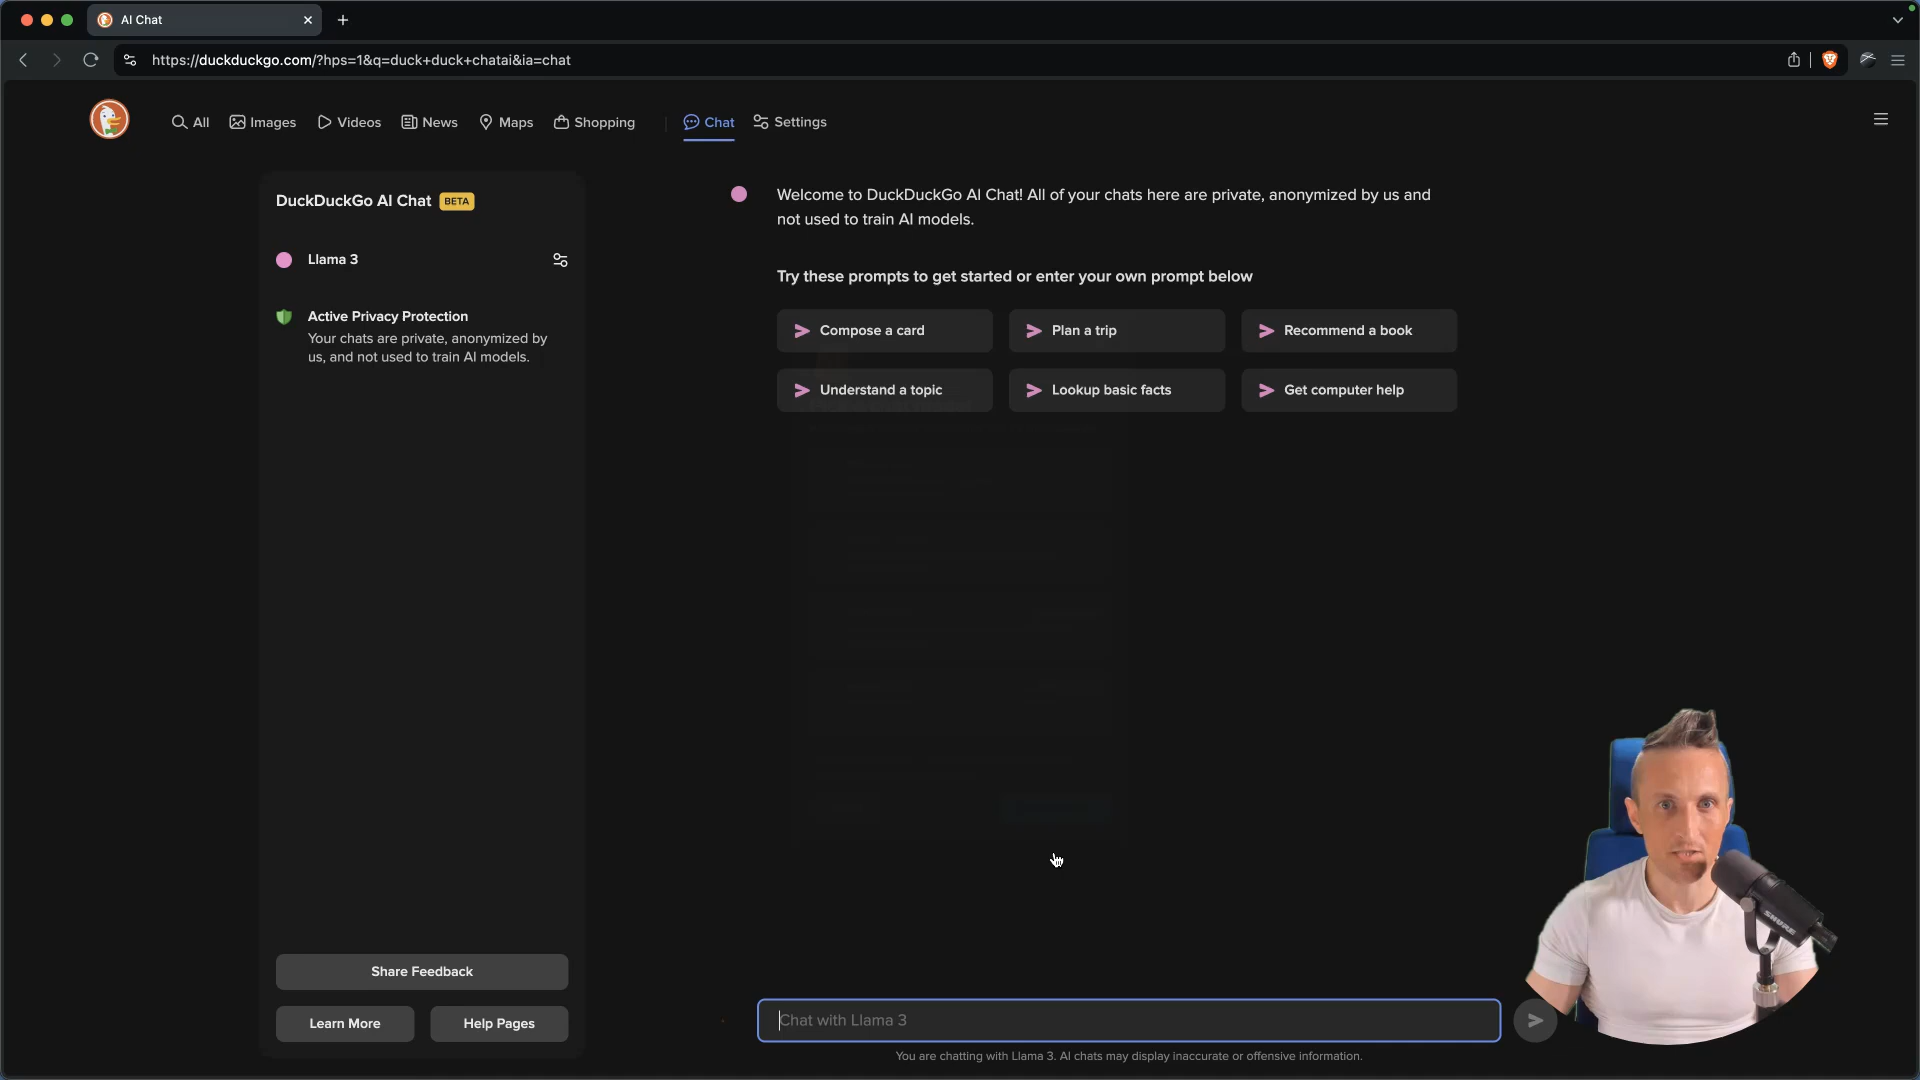 AI Chat
https://duckduckgo.com/?hps=1&q=duck+duck+chatai&ia=chat
All Images Videos News Maps Shopping Chat Settings
DuckDuckGo AI Chat BETA
Llama 3
Active Privacy Protection
Your chats are private, anonymized by
us, and not used to train AI models.
Share Feedback
Learn More Help Pages
Welcome to DuckDuckGo AI Chat! All of your chats here are private, anonymized by us and
not used to train AI models.
Try these prompts to get started or enter your own prompt below
Compose a card Plan a trip Recommend a book
Understand a topic Lookup basic facts Get computer help
Chat with Llama 3
You are chatting with Llama 3. AI chats may display inaccurate or offensive information.
SHURE